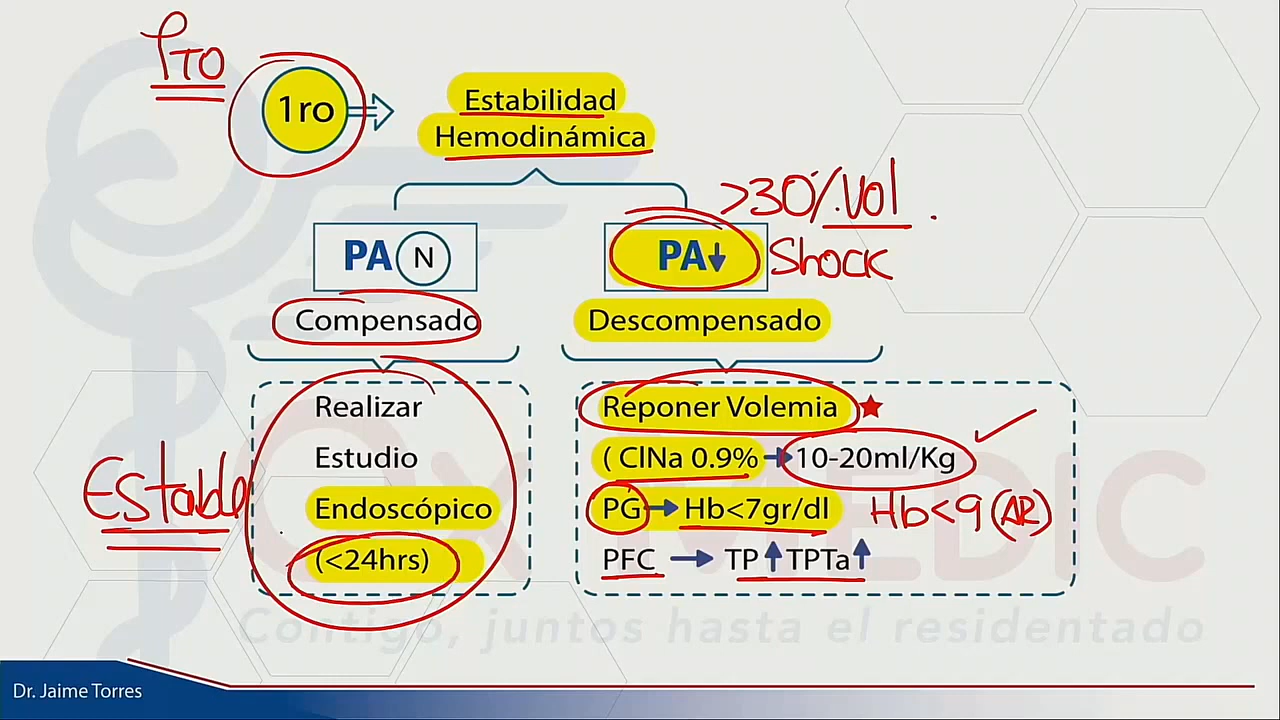 TTO
1ro
Estabilidad
Hemodinámica
>30% Vol.
PA N
PA↓ Shock
Compensado
Descompensado
Realizar
Estudio
Endoscópico
(<24hrs)
Estable
Reponer Volemia ★
( ClNa 0.9% → 10-20ml/Kg
PG → Hb<7gr/dl Hb<9 (AR)
PFC → TP↑ TPTa↑
OXMEDIC
Contigo, juntos hasta el residentado
Dr. Jaime Torres